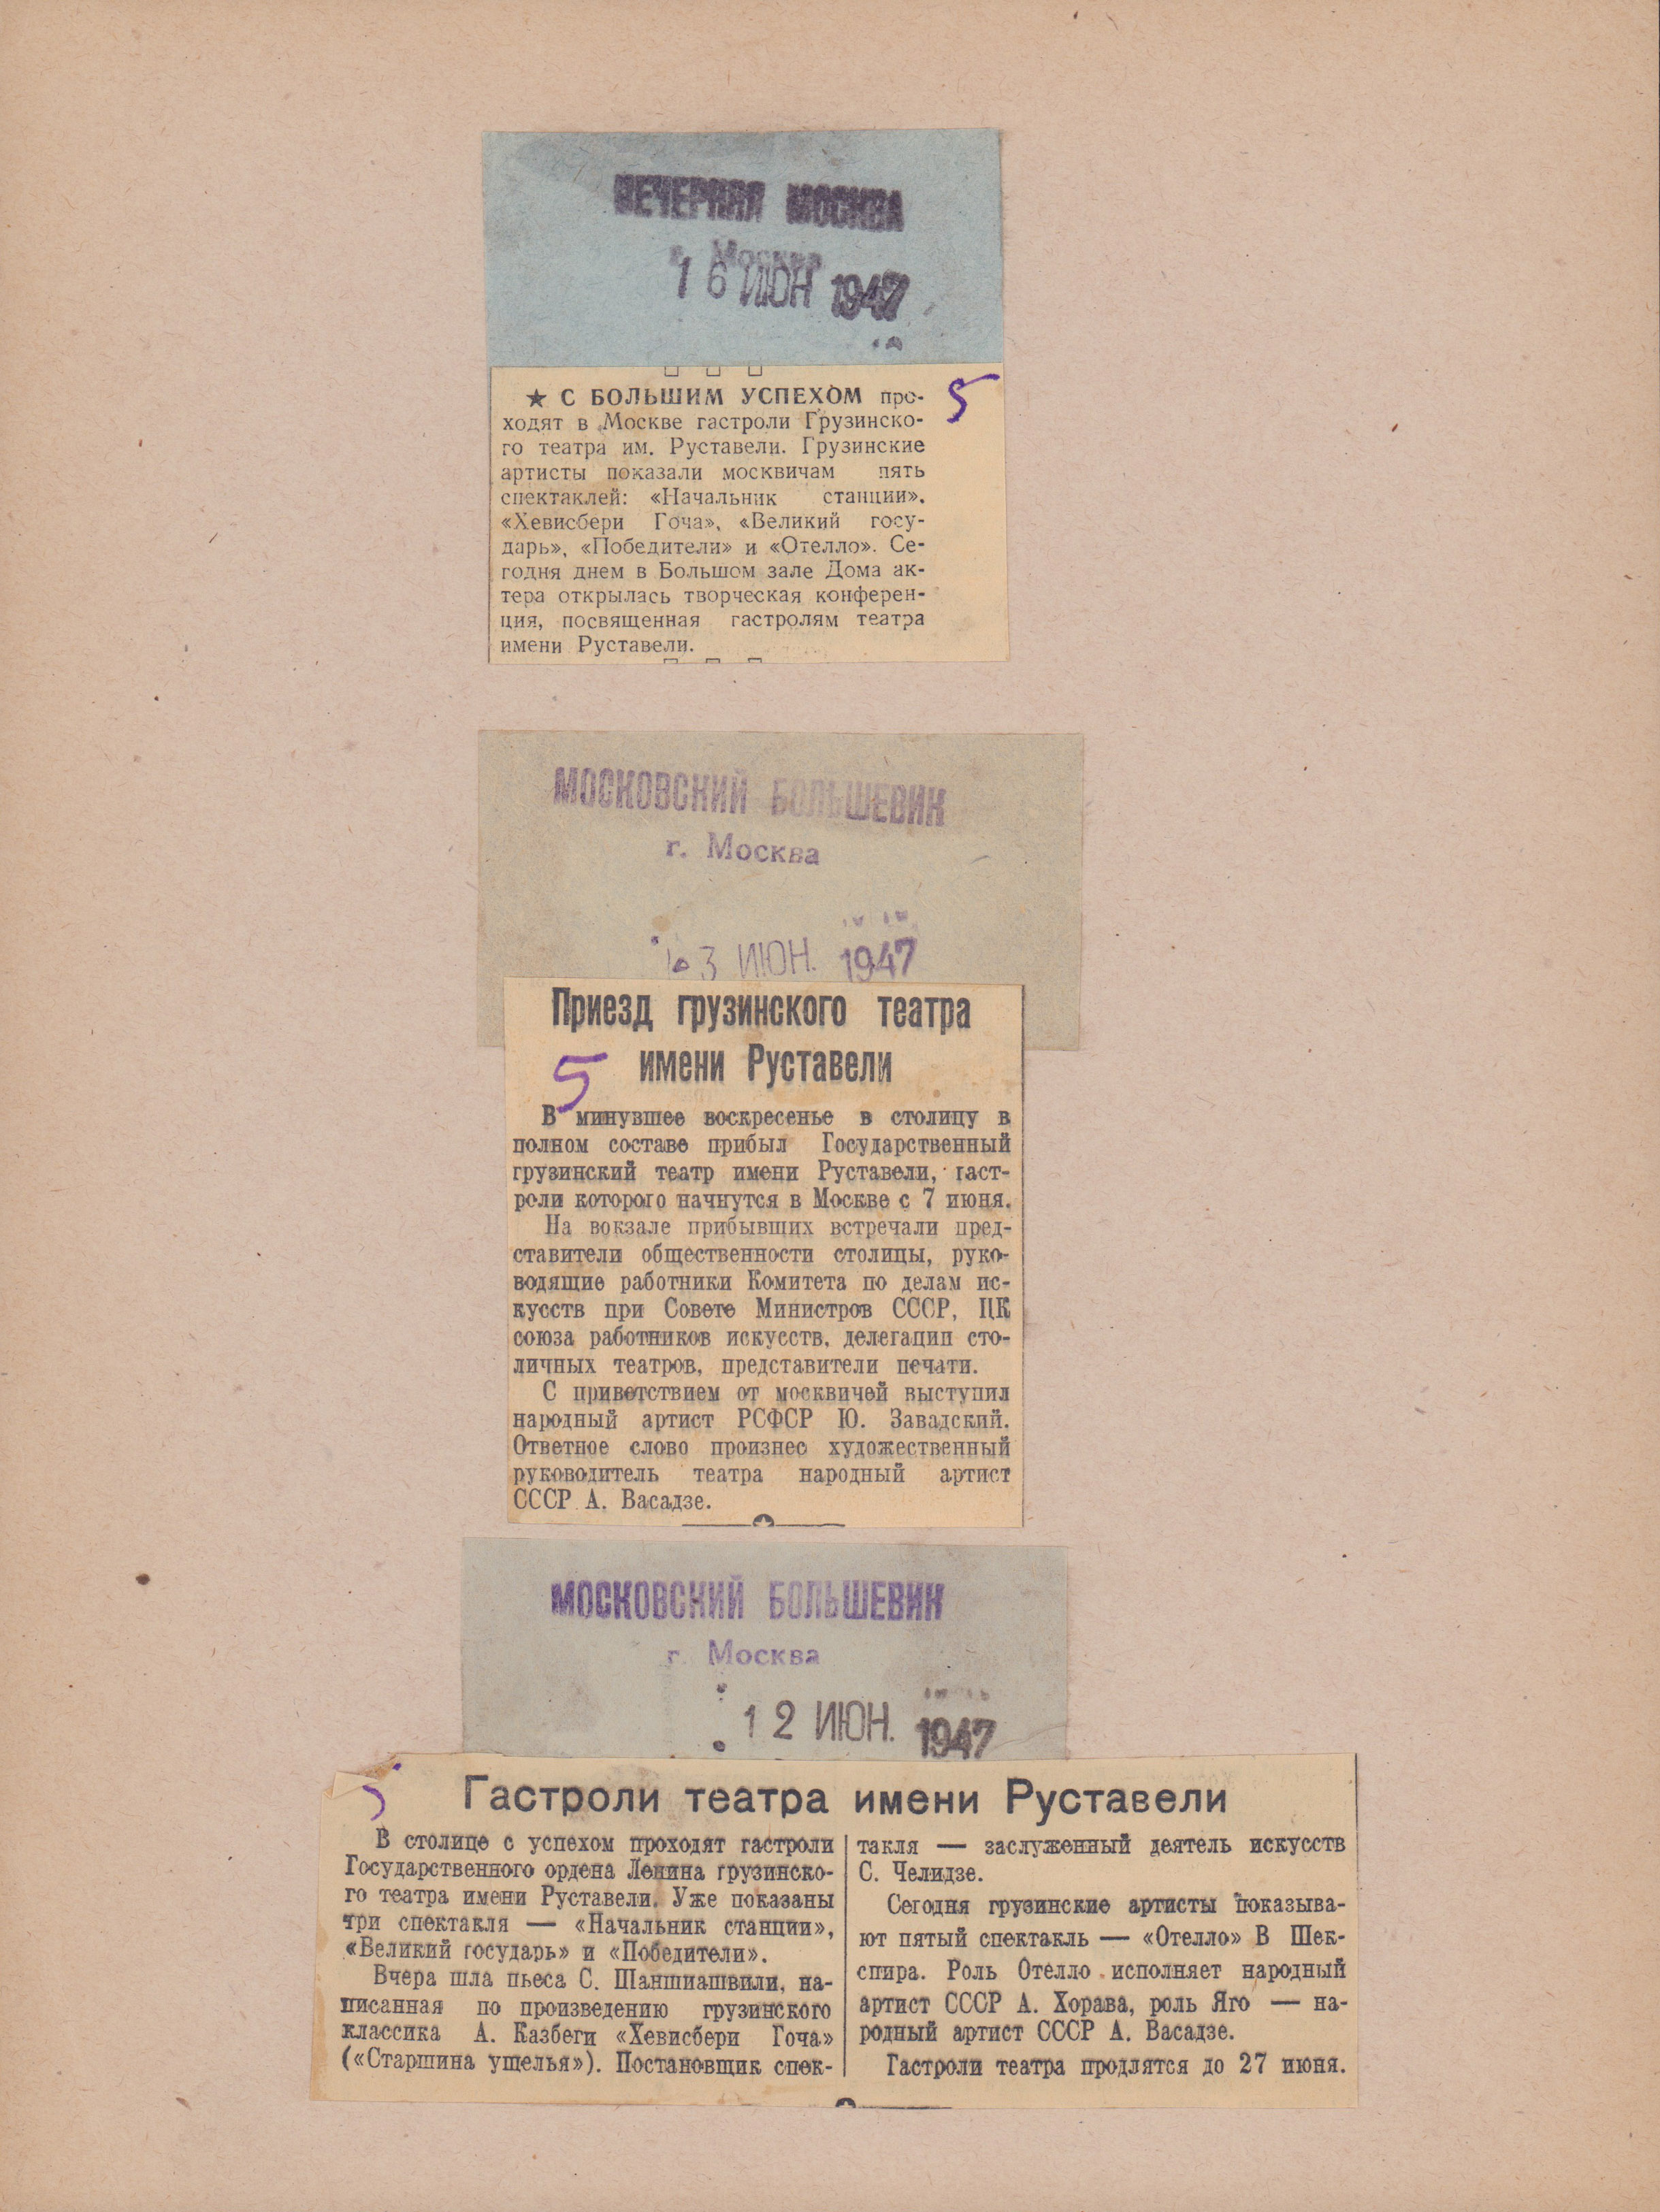 ВЕЧЕРНЯЯ МОСКВА
г. Москва
16 ИЮН 1947
★ С БОЛЬШИМ УСПЕХОМ про-
5
ходят в Москве гастроли Грузинско-
го театра им. Руставели. Грузинские
артисты показали москвичам пять
спектаклей: «Начальник станции»,
«Хевисбери Гоча», «Великий госу-
дарь», «Победители» и «Отелло». Се-
годня днем в Большом зале Дома ак-
тера открылась творческая конферен-
ция, посвященная гастролям театра
имени Руставели.
МОСКОВСКИЙ БОЛЬШЕВИК
г. Москва
3 ИЮН. 1947
Приезд грузинского театра
имени Руставели
5
В минувшее воскресенье в столицу в
полном составе прибыл Государственный
грузинский театр имени Руставели, гаст-
роли которого начнутся в Москве с 7 июня.
На вокзале прибывших встречали пред-
ставители общественности столицы, руко-
водящие работники Комитета по делам ис-
кусств при Совете Министров СССР, ЦК
союза работников искусств, делегации сто-
личных театров, представители печати.
С приветствием от москвичей выступил
народный артист РСФСР Ю. Завадский.
Ответное слово произнес художественный
руководитель театра народный артист
СССР А. Васадзе.
МОСКОВСКИЙ БОЛЬШЕВИК
г. Москва
12 ИЮН. 1947
5
Гастроли театра имени Руставели
В столице с успехом проходят гастроли
Государственного ордена Ленина грузинско-
го театра имени Руставели. Уже показаны
три спектакля — «Начальник станции»,
«Великий государь» и «Победители».
Вчера шла пьеса С. Шаншиашвили, на-
писанная по произведению грузинского
классика А. Казбеги «Хевисбери Гоча»
(«Старшина ущелья»). Постановщик спек-
такля — заслуженный деятель искусств
С. Челидзе.
Сегодня грузинские артисты показыва-
ют пятый спектакль — «Отелло» В Шек-
спира. Роль Отелло исполняет народный
артист СССР А. Хорава, роль Яго — на-
родный артист СССР А. Васадзе.
Гастроли театра продлятся до 27 июня.